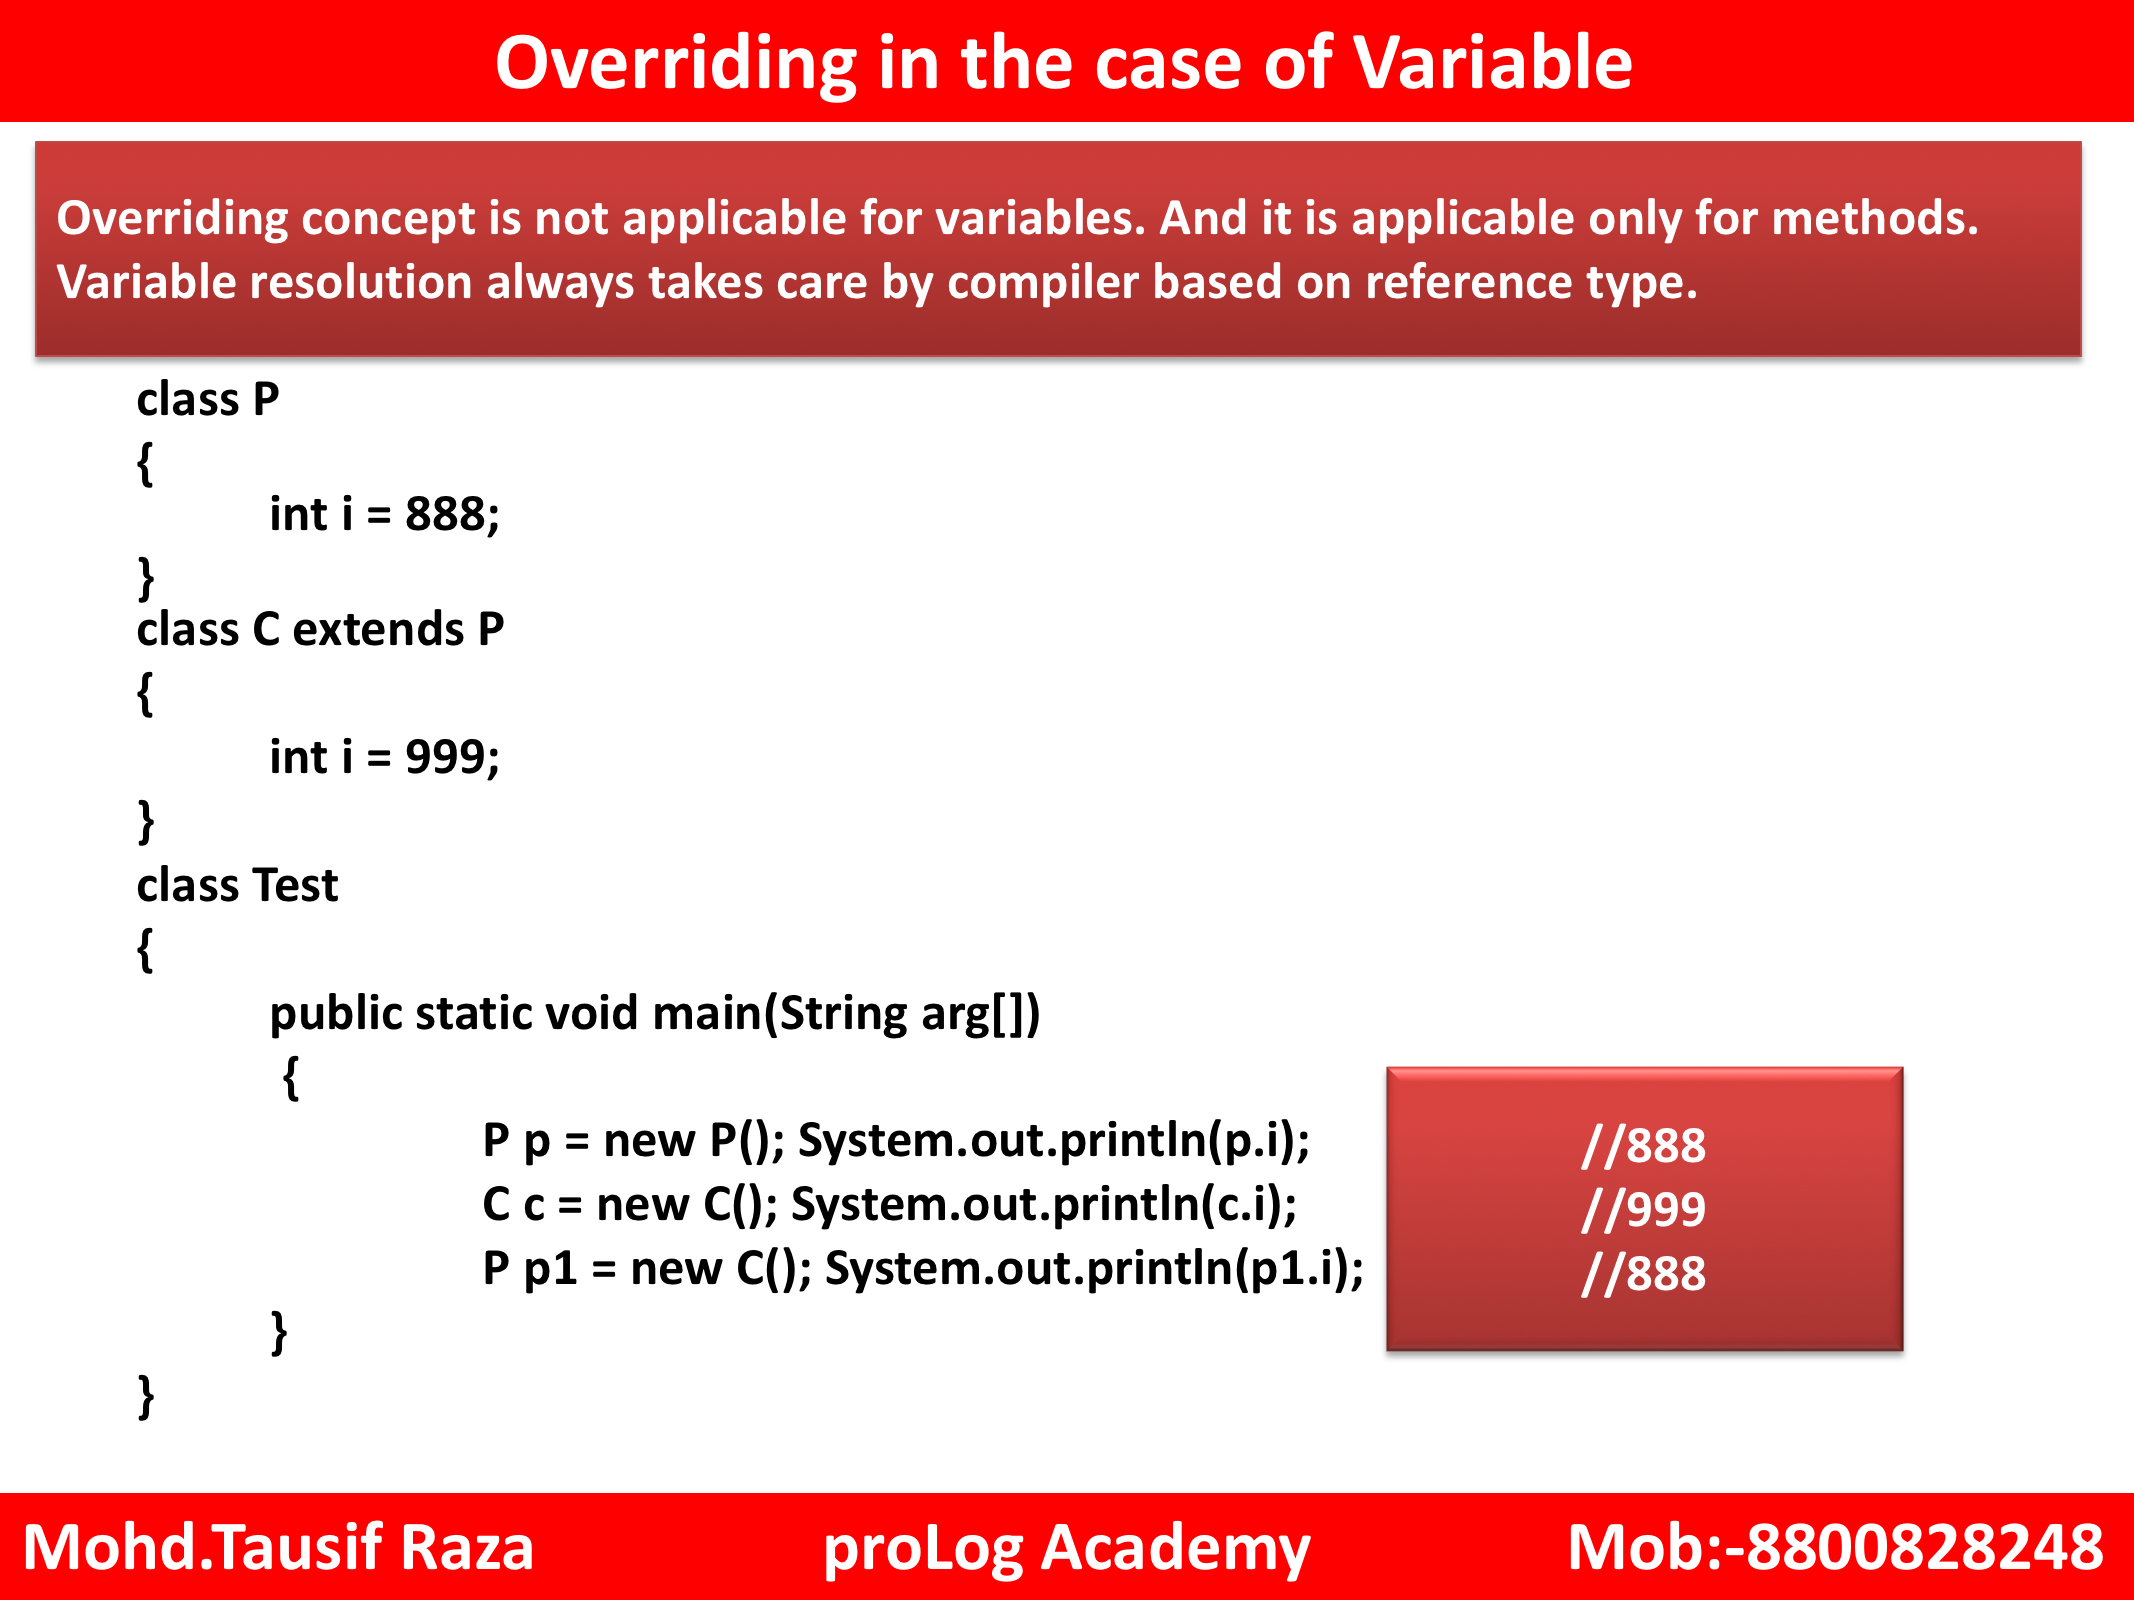 Overriding in the case of Variable
Overriding concept is not applicable for variables. And it is applicable only for methods.
Variable resolution always takes care by compiler based on reference type.
class P
{
int i = 888;
}
class C extends P
{
int i = 999;
}
class Test
{
public static void main(String arg[])
{
P p = new P(); System.out.println(p.i); //888
C c = new C(); System.out.println(c.i); //999
P p1 = new C(); System.out.println(p1.i); //888
}
}
Mohd.Tausif Raza proLog Academy Mob:-8800828248